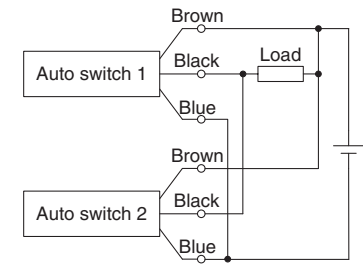 Brown
Black
Load
Auto switch 1
Blue
Brown
Black
Auto switch 2
Blue